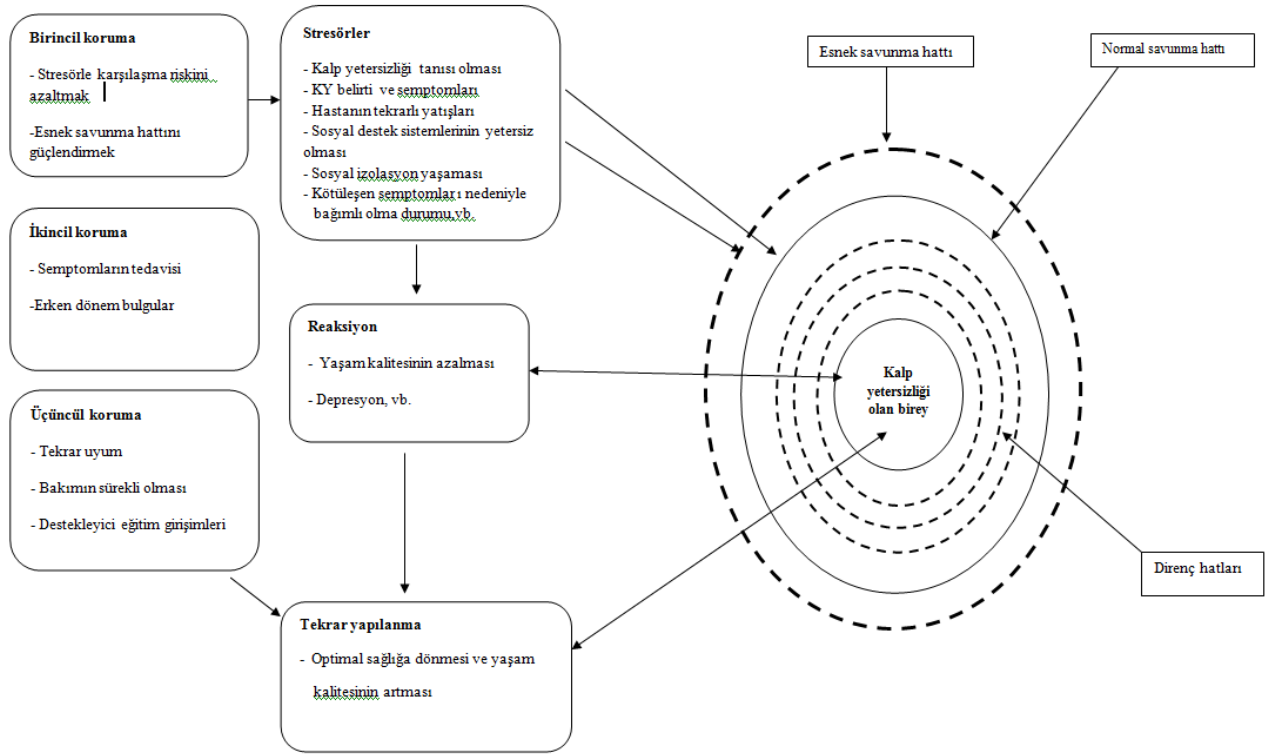 Birincil koruma
- Stresörle karşılaşma riskini
azaltmak
-Esnek savunma hattını
güçlendirmek
Stresörler
- Kalp yetersizliği tanısı olması
- KY belirti ve semptomları
- Hastanın tekrarlı yatışları
- Sosyal destek sistemlerinin yetersiz
olması
- Sosyal izolasyon yaşaması
- Kötüleşen semptomlar ı nedeniyle
bağımlı olma durumu,vb.
Esnek savunma hattı
Normal savunma hattı
İkincil koruma
- Semptomların tedavisi
-Erken dönem bulgular
Reaksiyon
- Yaşam kalitesinin azalması
- Depresyon, vb.
Kalp
yetersizliği
olan birey
Üçüncül koruma
- Tekrar uyum
- Bakımın sürekli olması
- Destekleyici eğitim girişimleri
Direnç hatları
Tekrar yapılanma
- Optimal sağlığa dönmesi ve yaşam
kalitesinin artması